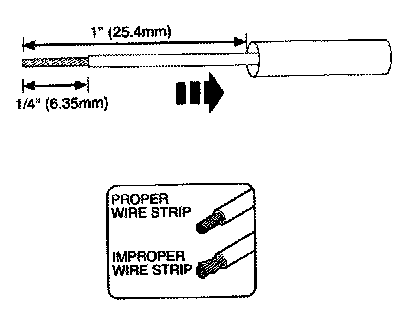 1" (25.4mm)
1/4" (6.35mm)
PROPER
WIRE STRIP
IMPROPER
WIRE STRIP